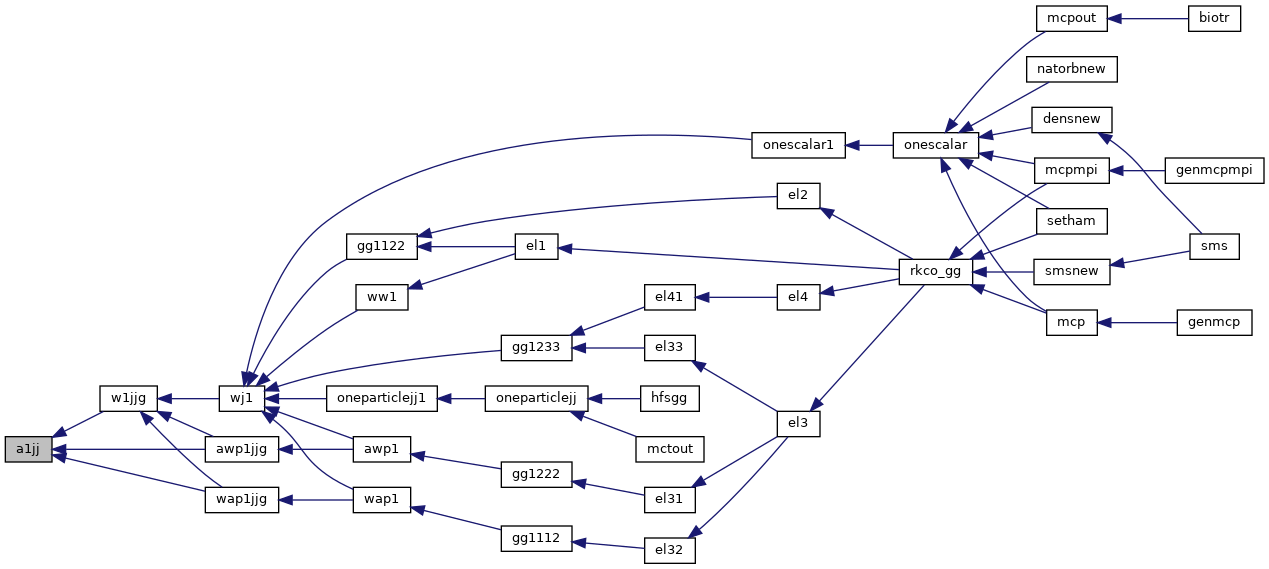 mcpout
biotr
natorbnew
densnew
onescalar1
onescalar
mcpmpi
genmcpmpi
el2
setham
gg1122
el1
sms
rkco_gg
smsnew
ww1
el41
el4
mcp
genmcp
gg1233
el33
w1jjg
wj1
oneparticlejj1
oneparticlejj
hfsgg
el3
a1jj
awp1jjg
awp1
mctout
gg1222
wap1jjg
wap1
el31
gg1112
el32